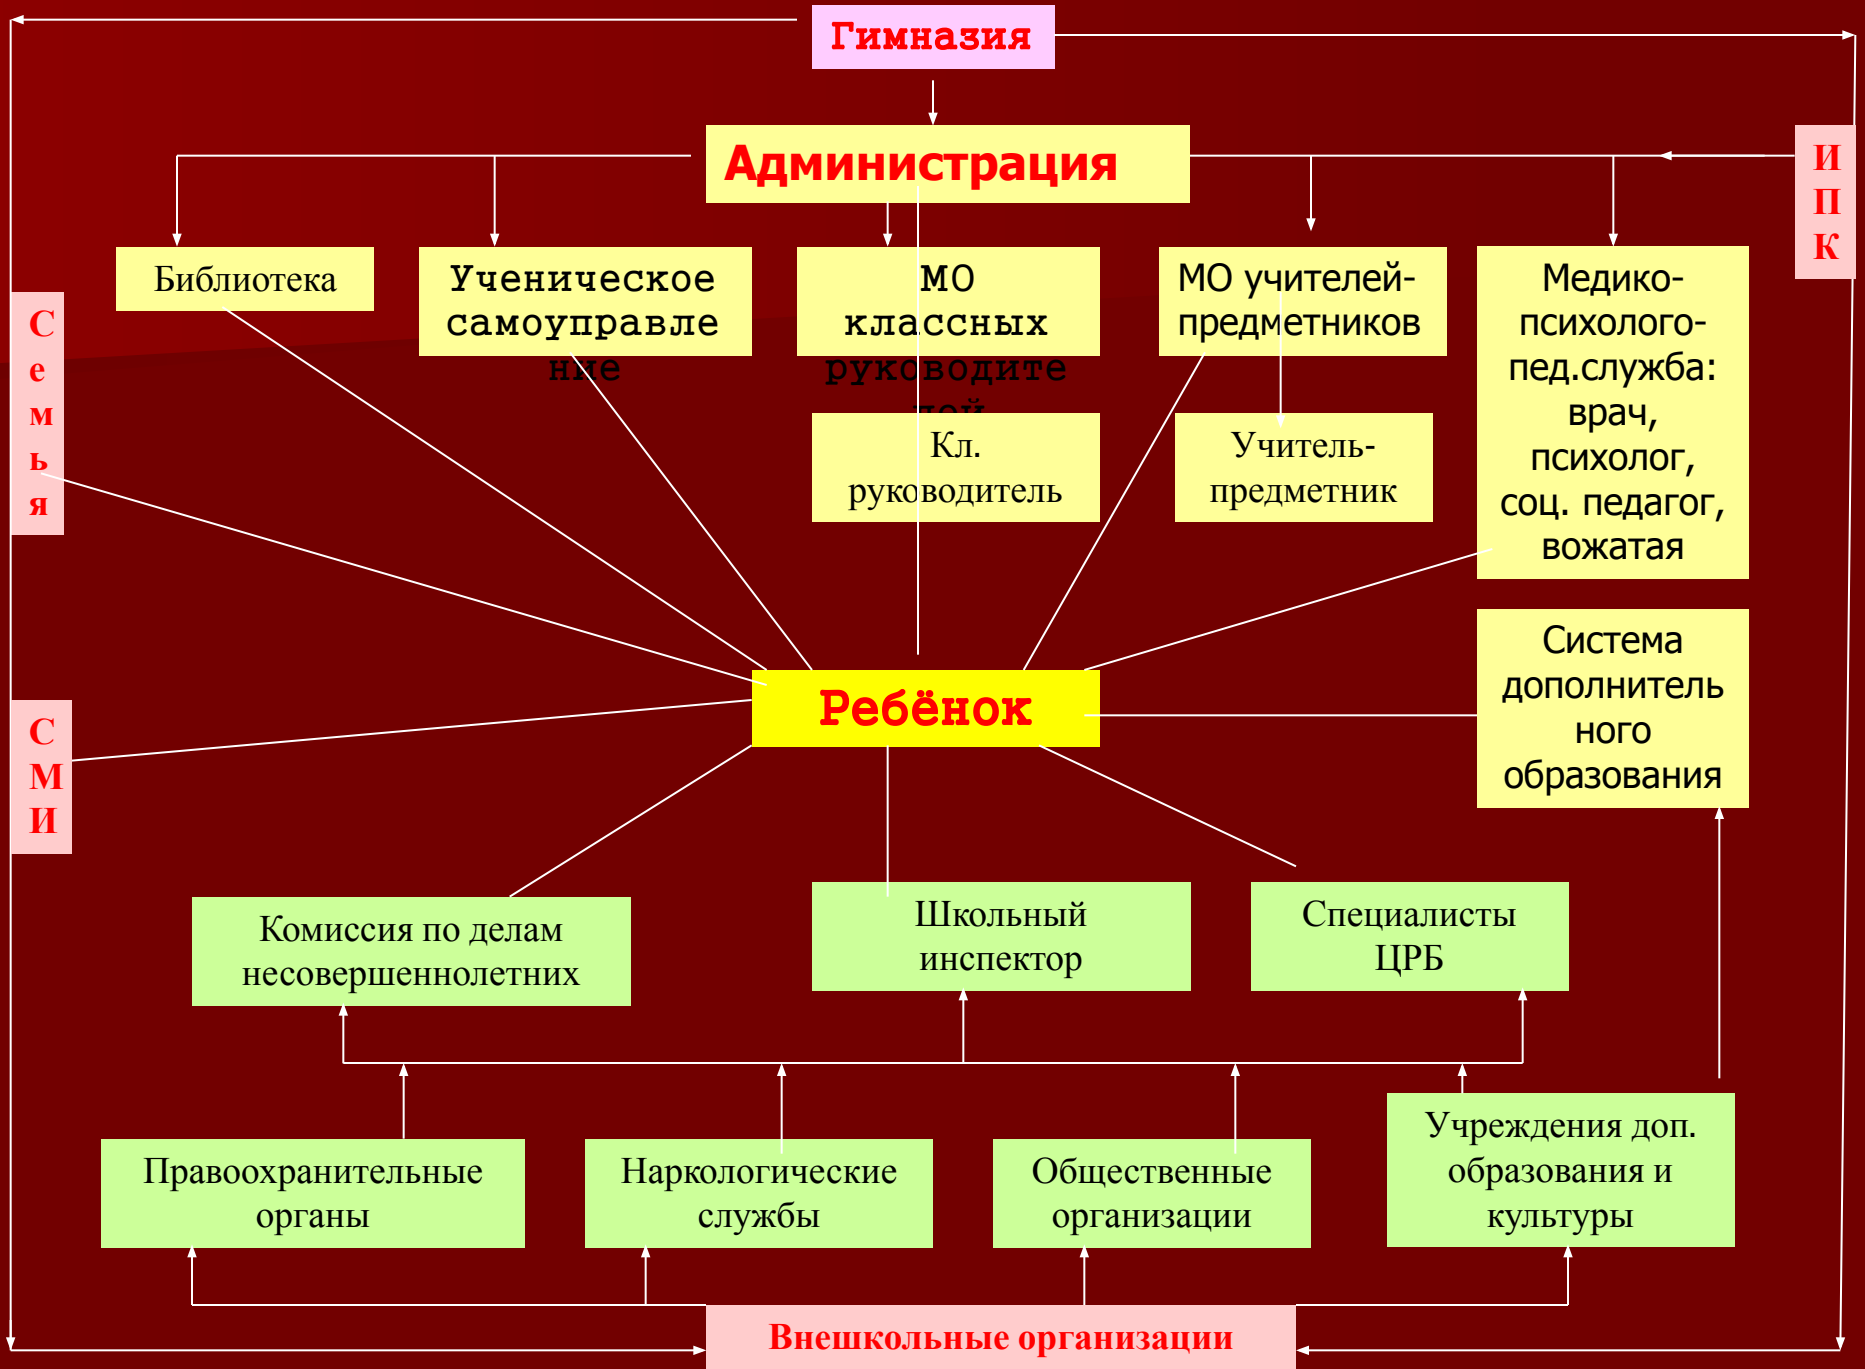 Гимназия
Администрация
И
П
К
Библиотека
Ученическое
самоуправле
ние
МО
классных
руководите
лей
МО учителей-
предметников
Медико-
психолого-
пед.служба:
врач,
психолог,
соц. педагог,
вожатая
С
е
м
ь
я
Кл.
руководитель
Учитель-
предметник
Система
дополнитель
ного
образования
Ребёнок
С
М
И
Комиссия по делам
несовершеннолетних
Школьный
инспектор
Специалисты
ЦРБ
Правоохранительные
органы
Наркологические
службы
Общественные
организации
Учреждения доп.
образования и
культуры
Внешкольные организации